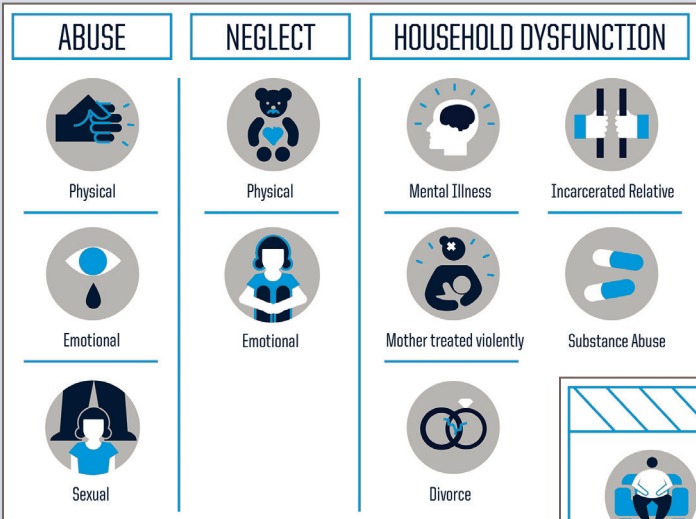 ABUSE
NEGLECT
HOUSEHOLD DYSFUNCTION
Physical
Physical
Mental Illness
Incarcerated Relative
Emotional
Emotional
Mother treated violently
Substance Abuse
Sexual
Divorce